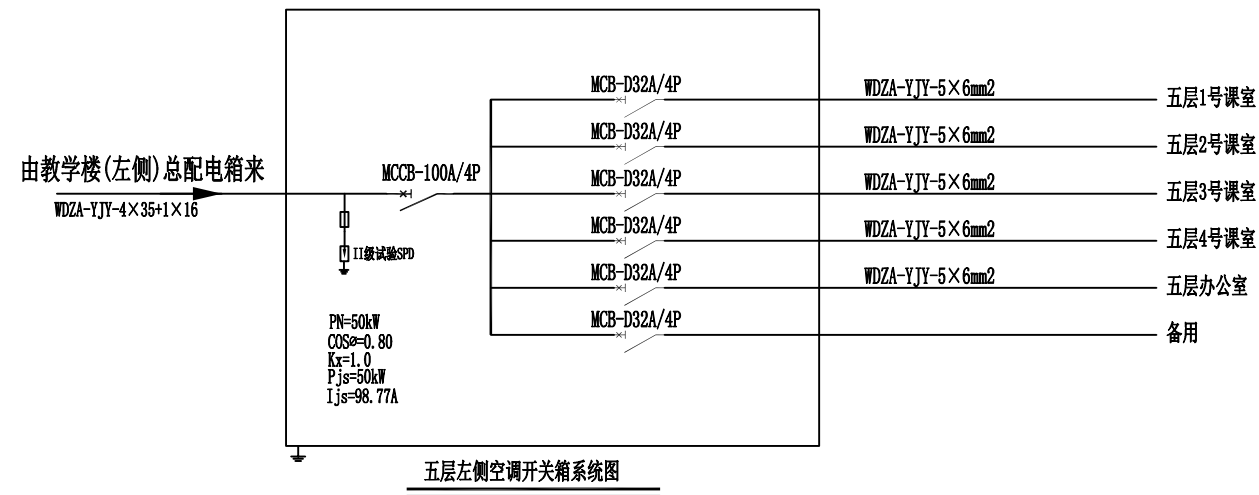 MCB-D32A/4P
WDZA-YJY-5×6mm2
五层1号课室
MCB-D32A/4P
WDZA-YJY-5×6mm2
五层2号课室
由教学楼(左侧)总配电箱来
WDZA-YJY-4×35+1×16
MCCB-100A/4P
MCB-D32A/4P
WDZA-YJY-5×6mm2
五层3号课室
MCB-D32A/4P
WDZA-YJY-5×6mm2
五层4号课室
II级试验SPD
MCB-D32A/4P
WDZA-YJY-5×6mm2
五层办公室
MCB-D32A/4P
备用
PN=50kW
COSø=0.80
Kx=1.0
Pjs=50kW
Ijs=98.77A
五层左侧空调开关箱系统图